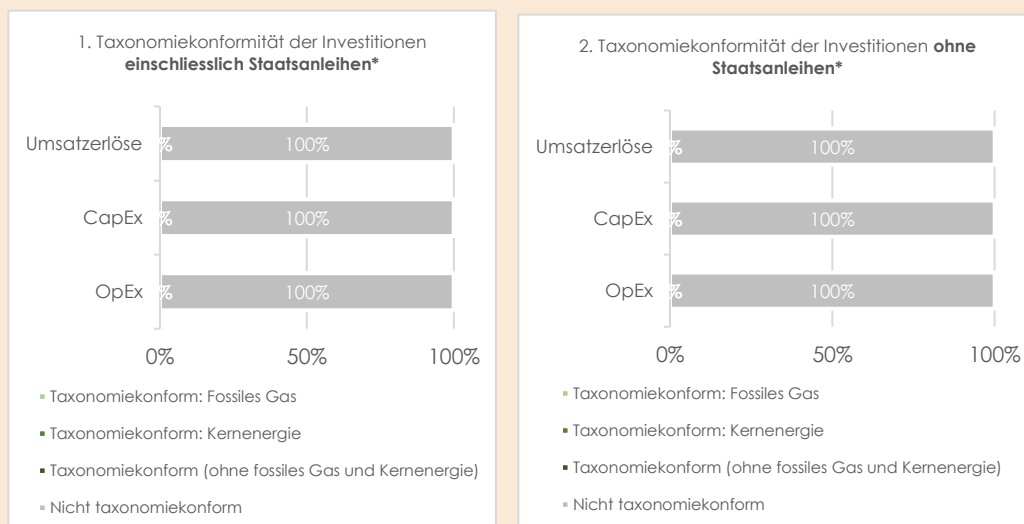 1. Taxonomiekonformität der Investitionen
einschliesslich Staatsanleihen*
Umsatzerlöse
% 100%
CapEx
% 100%
OpEx
% 100%
0% 50% 100%
Taxonomiekonform: Fossiles Gas
Taxonomiekonform: Kernenergie
Taxonomiekonform (ohne fossiles Gas und Kernenergie)
Nicht taxonomiekonform
2. Taxonomiekonformität der Investitionen ohne
Staatsanleihen*
Umsatzerlöse
% 100%
CapEx
% 100%
OpEx
% 100%
0% 50% 100%
Taxonomiekonform: Fossiles Gas
Taxonomiekonform: Kernenergie
Taxonomiekonform (ohne fossiles Gas und Kernenergie)
Nicht taxonomiekonform